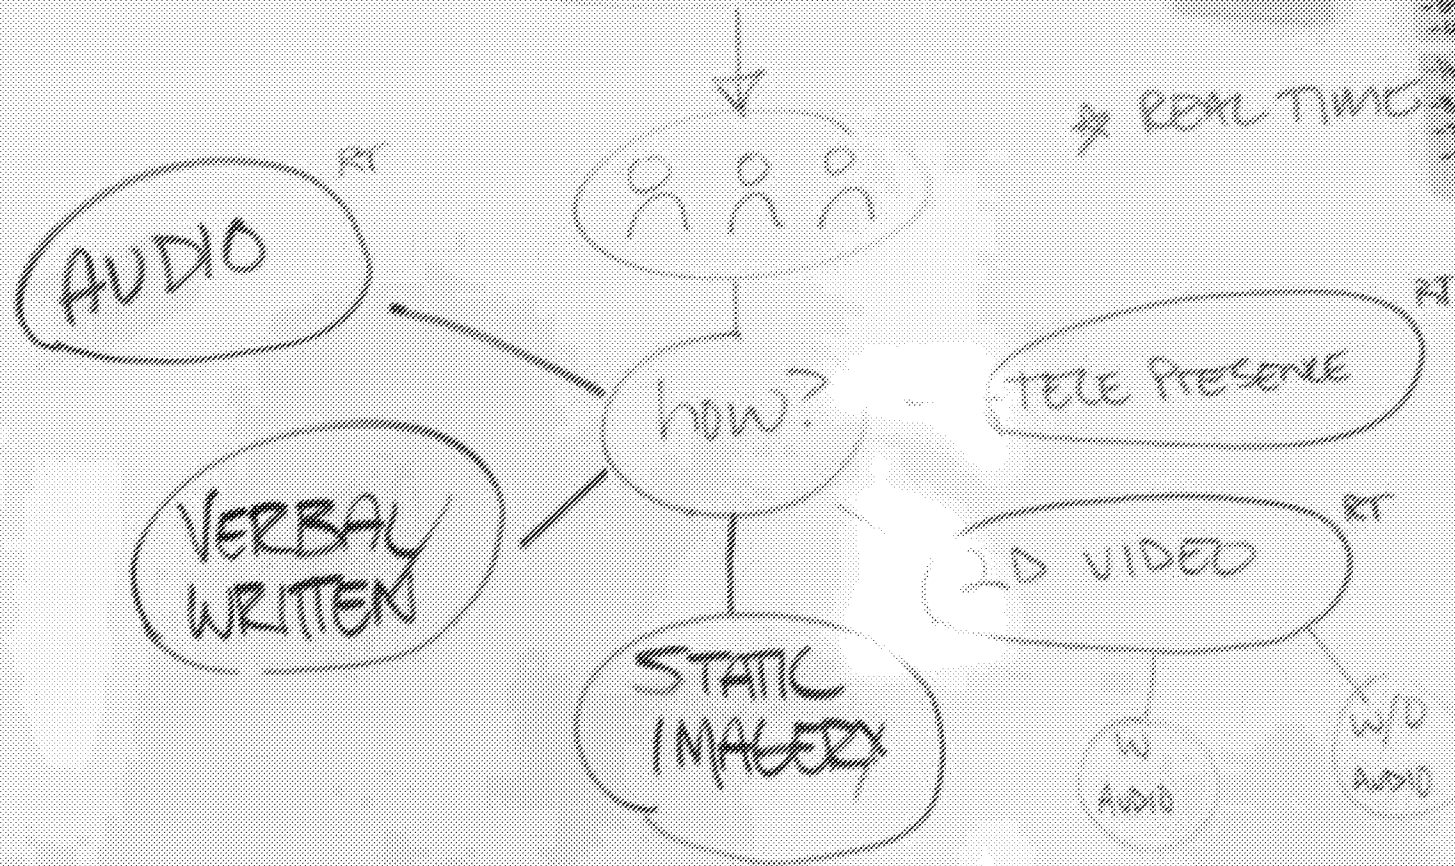 * REAL TIME
RT
AUDIO
how?
RT
TELE PRESENCE
VERBAL/
WRITTEN
RT
2D VIDEO
STATIC
IMAGERY
W
AUDIO
W/O
AUDIO